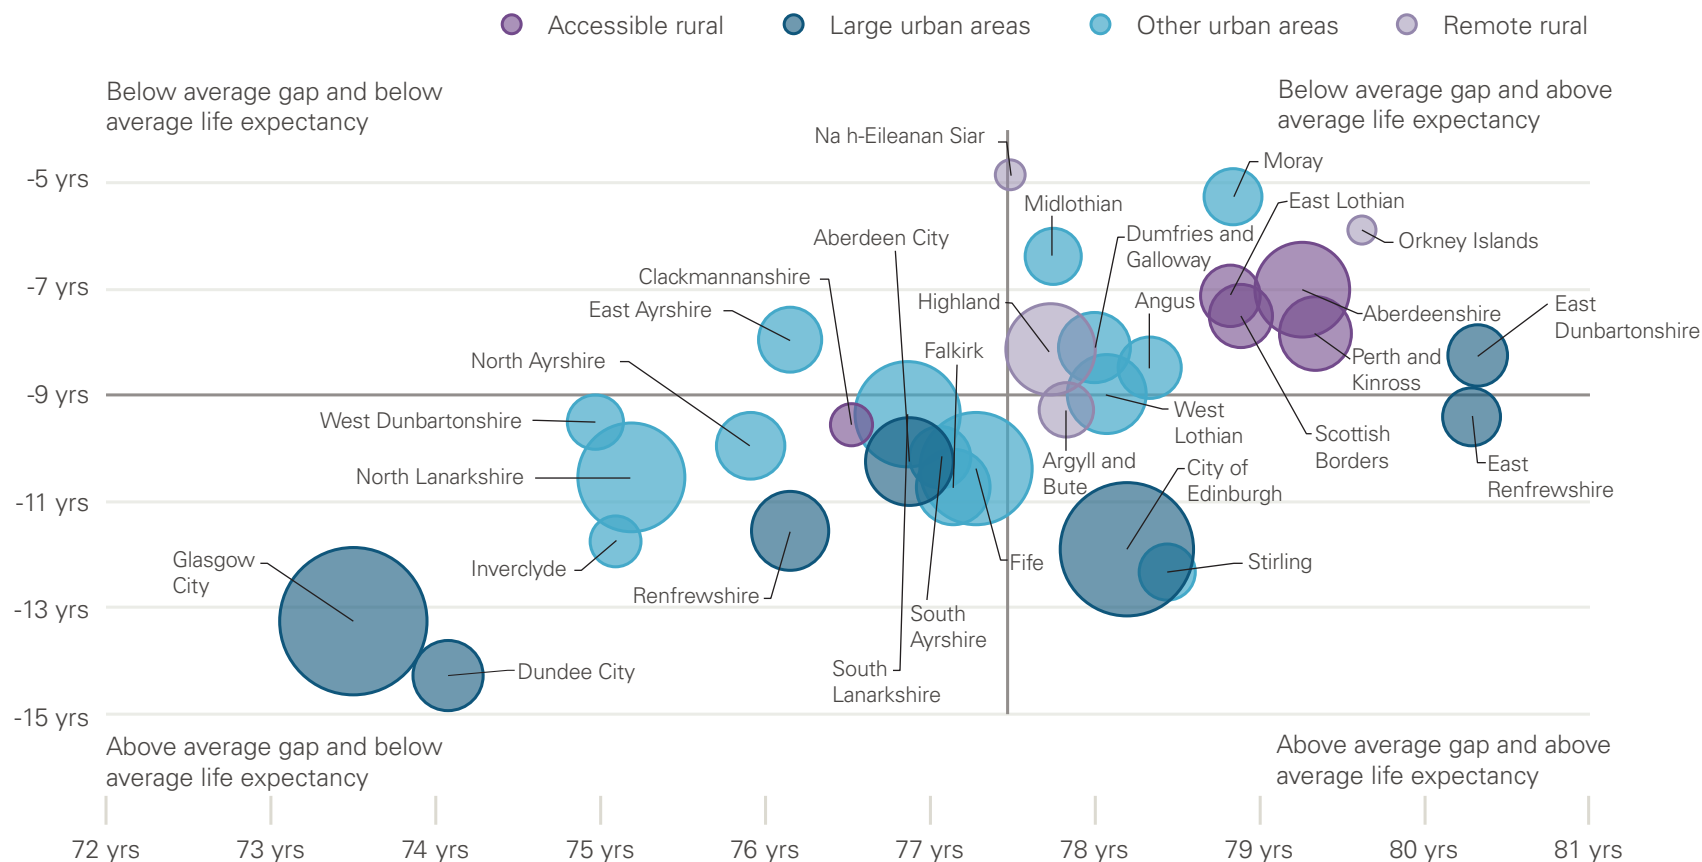 Accessible rural
Large urban areas
Other urban areas
Remote rural
Below average gap and below
average life expectancy
Below average gap and above
average life expectancy
Na h-Eileanan Siar
Moray
-5 yrs
Midlothian
East Lothian
Aberdeen City
Dumfries and
Galloway
Orkney Islands
Clackmannanshire
-7 yrs
East Ayrshire
Highland
Angus
Aberdeenshire
East
Dunbartonshire
North Ayrshire
Falkirk
Perth and
Kinross
-9 yrs
West Dunbartonshire
West
Lothian
Scottish
Borders
North Lanarkshire
Argyll and
Bute
City of
Edinburgh
East
Renfrewshire
-11 yrs
Glasgow
City
Inverclyde
Renfrewshire
Fife
Stirling
-13 yrs
South
Ayrshire
Dundee City
South
Lanarkshire
-15 yrs
Above average gap and below
average life expectancy
Above average gap and above
average life expectancy
72 yrs
73 yrs
74 yrs
75 yrs
76 yrs
77 yrs
78 yrs
79 yrs
80 yrs
81 yrs